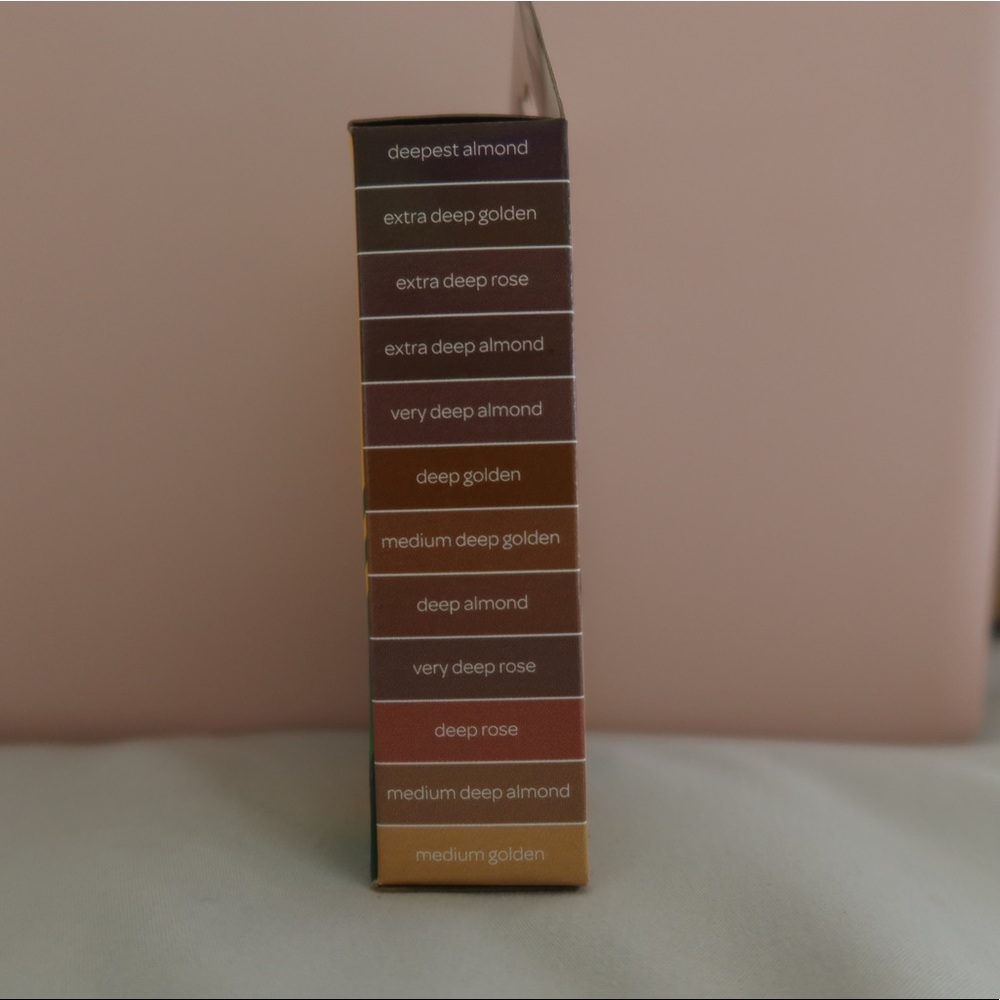 deepest almond
extra deep golden
extra deep rose
extra deep almond
very deep almond
deep golden
medium deep golden
deep almond
very deep rose
deep rose
medium deep almond
medium golden